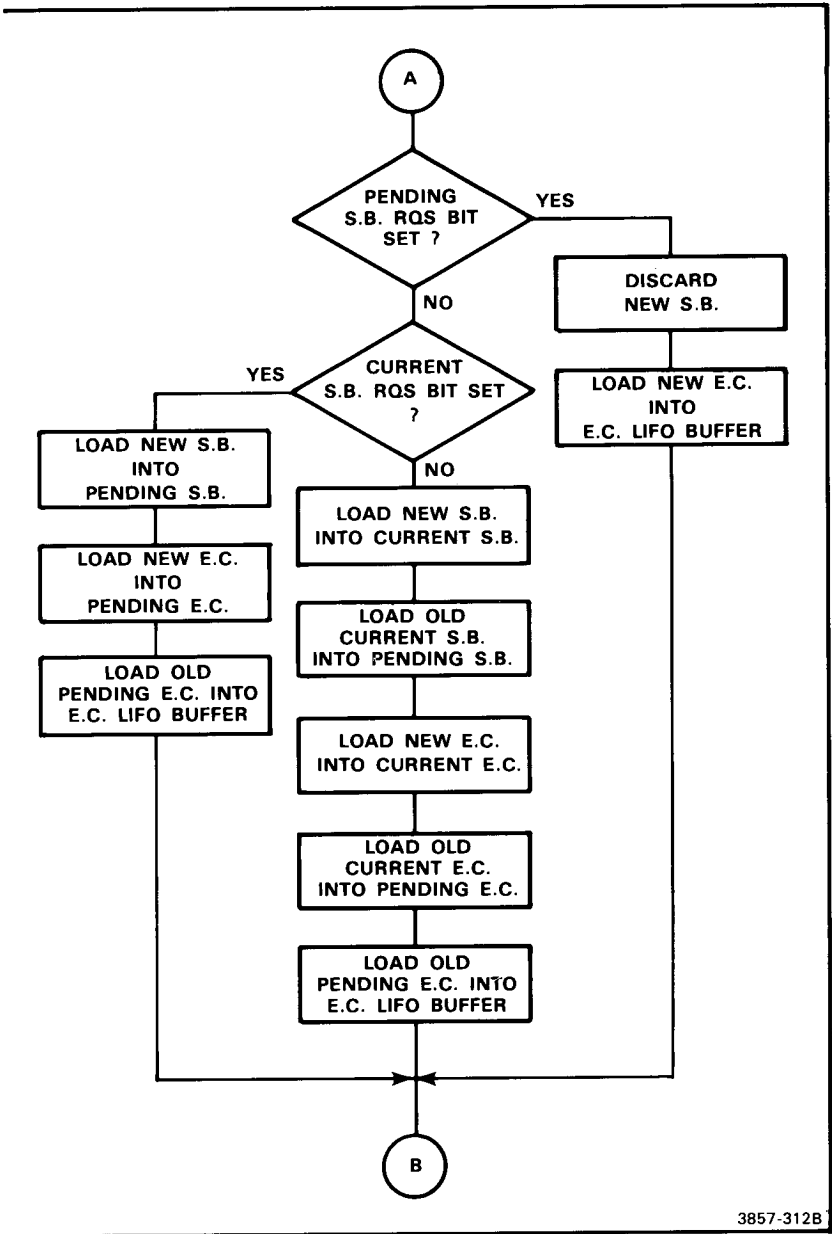 A
PENDING
S.B. RQS BIT
SET ?
YES
NO
DISCARD
NEW S.B.
LOAD NEW E.C.
INTO
E.C. LIFO BUFFER
CURRENT
S.B. RQS BIT SET
?
YES
NO
LOAD NEW S.B.
INTO
PENDING S.B.
LOAD NEW E.C.
INTO
PENDING E.C.
LOAD OLD
PENDING E.C. INTO
E.C. LIFO BUFFER
LOAD NEW S.B.
INTO CURRENT S.B.
LOAD OLD
CURRENT S.B.
INTO PENDING S.B.
LOAD NEW E.C.
INTO CURRENT E.C.
LOAD OLD
CURRENT E.C.
INTO PENDING E.C.
LOAD OLD
PENDING E.C. INTO
E.C. LIFO BUFFER
B
3857-312B